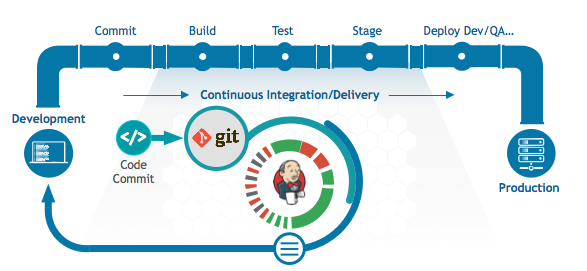 Commit
Build
Test
Stage
Deploy Dev/QA...
Continuous Integration/Delivery
Development
</>
git
Code
Commit
Production